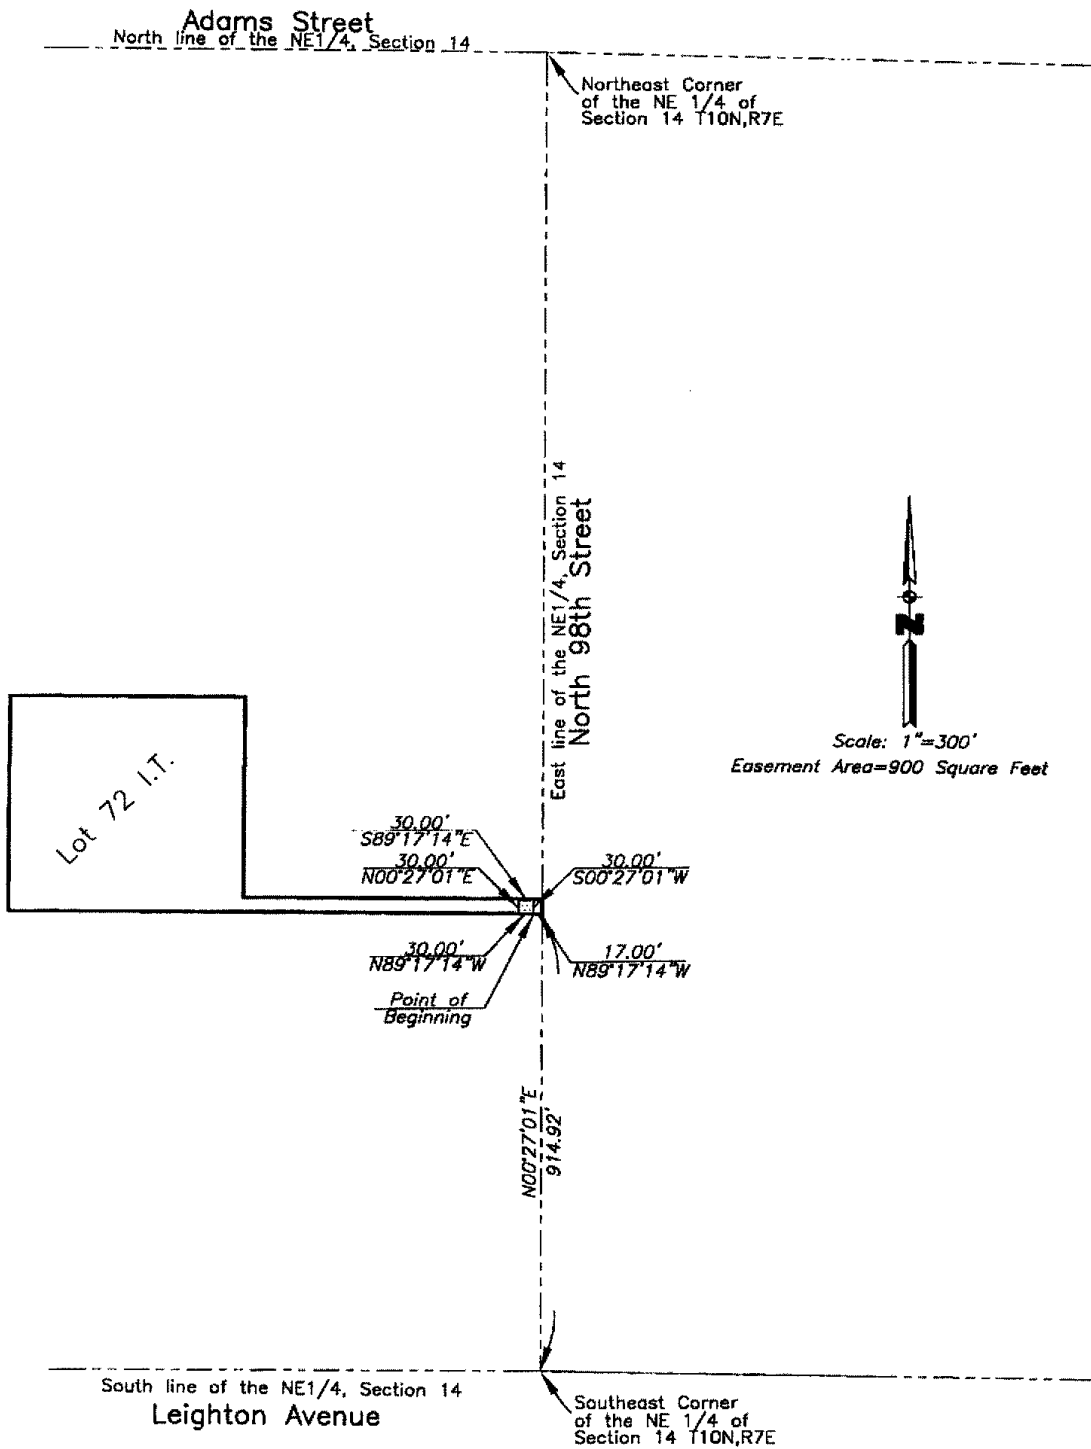 Adams Street
North line of the NE1/4, Section 14
Northeast Corner
of the NE 1/4 of
Section 14 T10N,R7E
East line of the NE1/4, Section 14
North 98th Street
N
Scale: 1"=300'
Easement Area=900 Square Feet
Lot 72 I.T.
30.00'
S89°17'14"E
30.00'
N00°27'01"E
30.00'
S00°27'01"W
30.00'
N89°17'14"W
17.00'
N89°17'14"W
Point of
Beginning
N00°27'01"E
914.92'
South line of the NE1/4, Section 14
Leighton Avenue
Southeast Corner
of the NE 1/4 of
Section 14 T10N,R7E